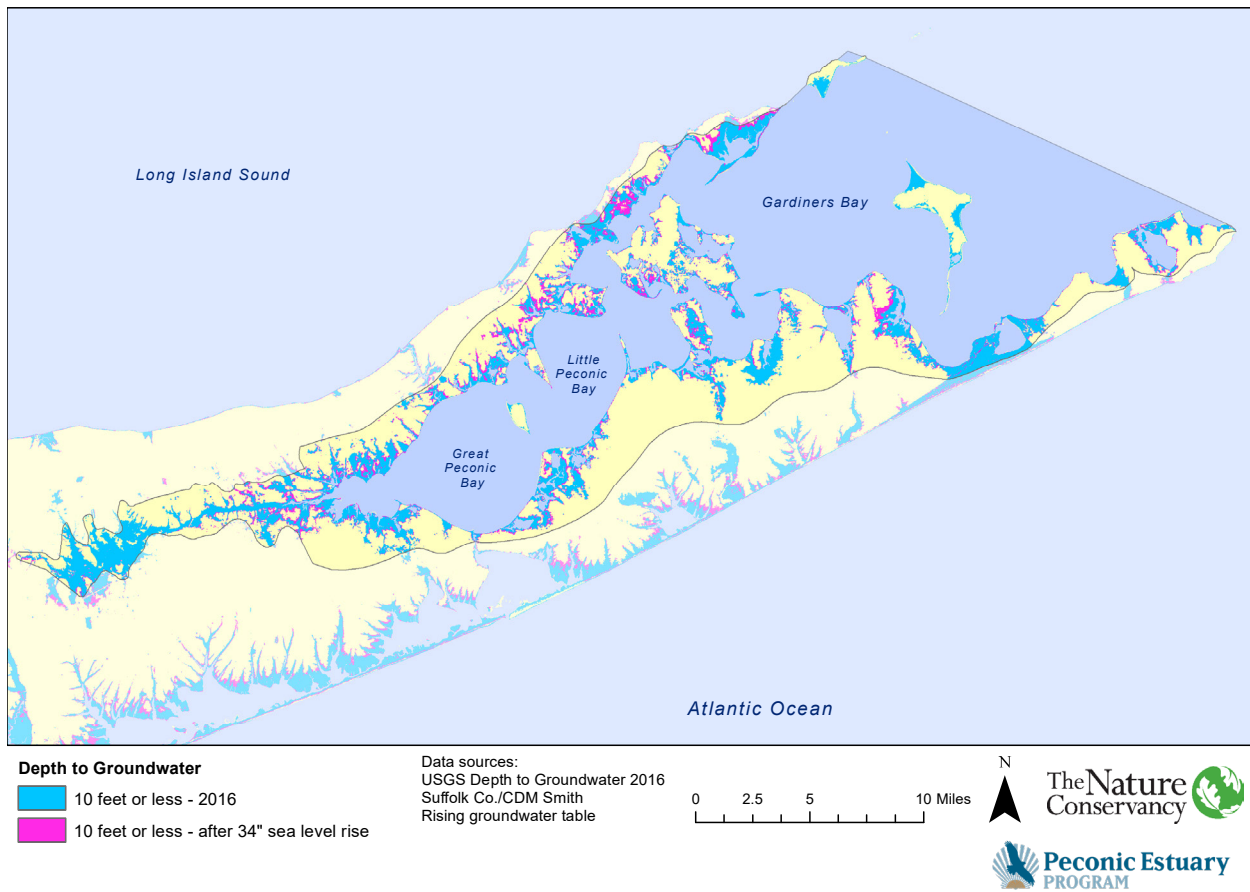 Long Island Sound
Gardiners Bay
Little
Peconic
Bay
Great
Peconic
Bay
Atlantic Ocean
Depth to Groundwater
10 feet or less - 2016
10 feet or less - after 34" sea level rise
Data sources:
USGS Depth to Groundwater 2016
Suffolk Co./CDM Smith
Rising groundwater table
0 2.5 5 10 Miles
N
The Nature
Conservancy
Peconic Estuary
PROGRAM